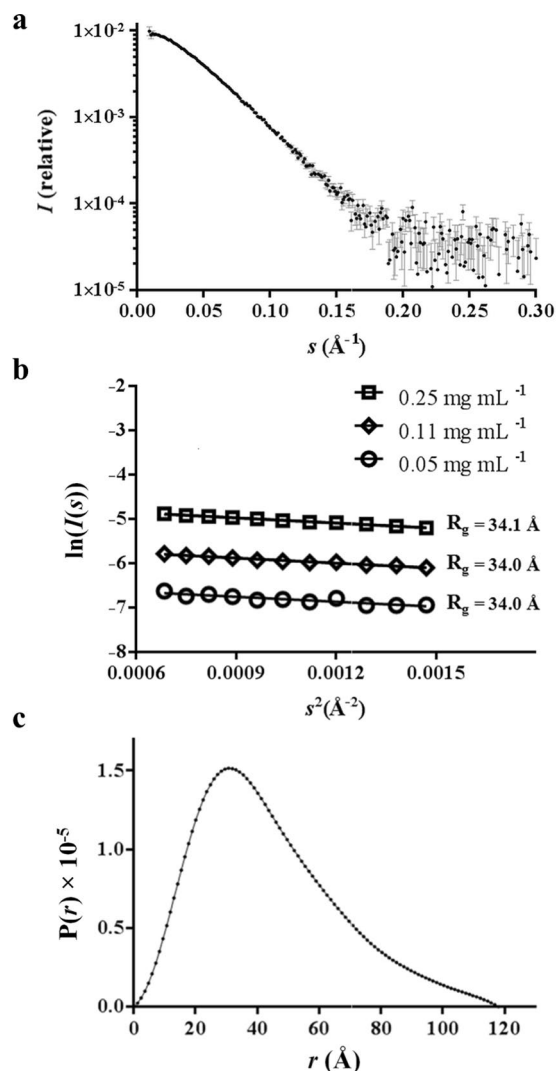 a
I (relative)
1×10⁻²
1×10⁻³
1×10⁻⁴
1×10⁻⁵
0.00 0.05 0.10 0.15 0.20 0.25 0.30
s (Å⁻¹)
b
ln(I(s))
-2
-3
-4
-5
-6
-7
-8
0.25 mg mL ⁻¹
0.11 mg mL ⁻¹
0.05 mg mL ⁻¹
R_g = 34.1 Å
R_g = 34.0 Å
R_g = 34.0 Å
0.0006 0.0009 0.0012 0.0015
s²(Å⁻²)
c
P(r) × 10⁻⁵
1.5
1.0
0.5
0.0
0 20 40 60 80 100 120
r (Å)